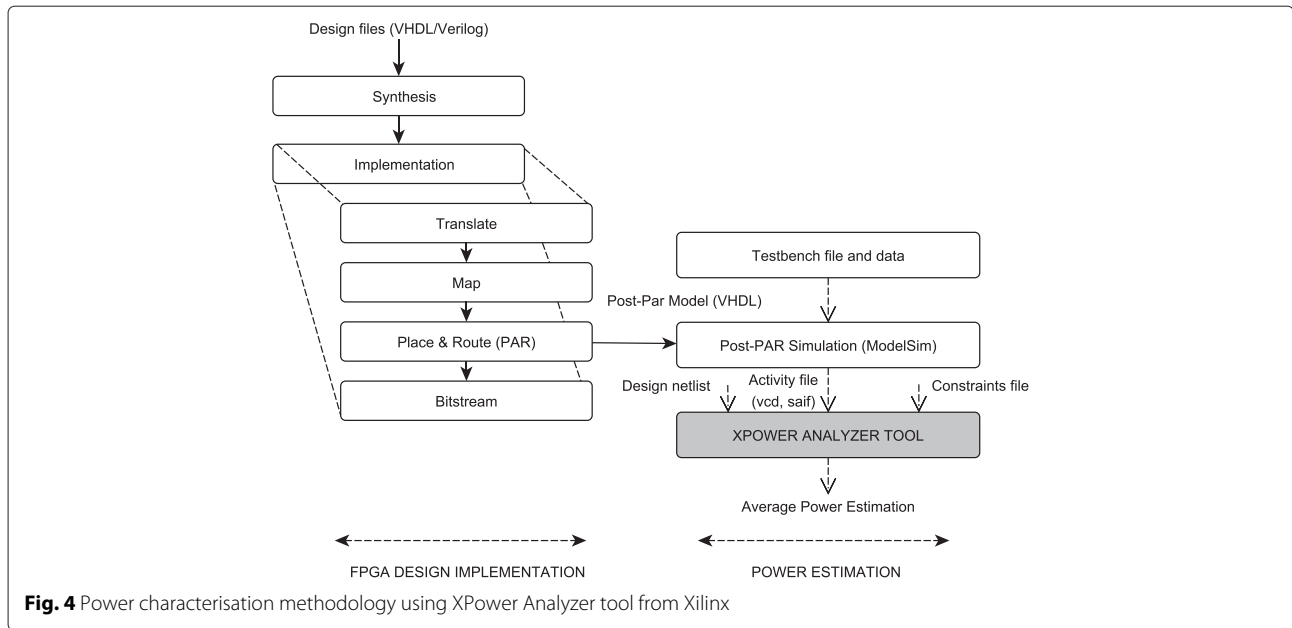 Design files (VHDL/Verilog)
Synthesis
Implementation
Translate
Map
Place & Route (PAR)
Bitstream
Testbench file and data
Post-Par Model (VHDL)
Post-PAR Simulation (ModelSim)
Design netlist
Activity file
(vcd, saif)
Constraints file
XPOWER ANALYZER TOOL
Average Power Estimation
FPGA DESIGN IMPLEMENTATION
POWER ESTIMATION
Fig. 4 Power characterisation methodology using XPower Analyzer tool from Xilinx